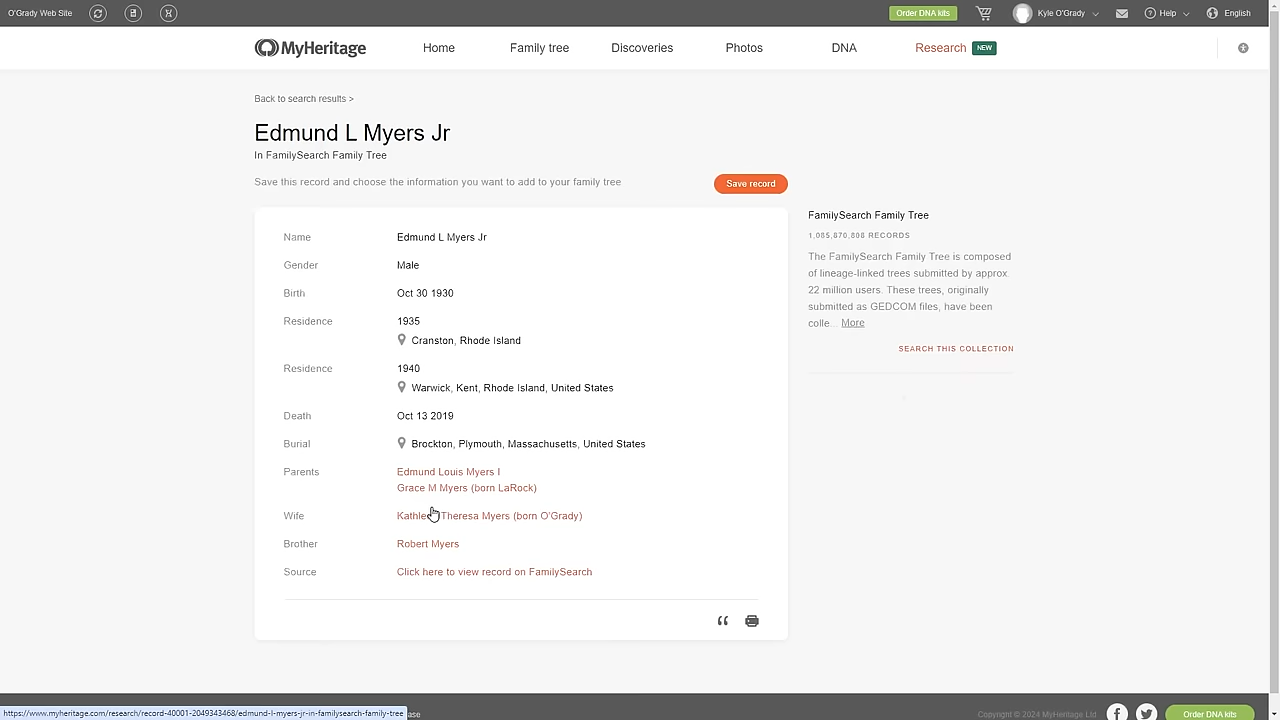 O'Grady Web Site
Order DNA kits
Kyle O'Grady
Help
English
MyHeritage
Home
Family tree
Discoveries
Photos
DNA
Research NEW
Back to search results >
Edmund L Myers Jr
In FamilySearch Family Tree
Save this record and choose the information you want to add to your family tree
Save record
Name Edmund L Myers Jr
Gender Male
Birth Oct 30 1930
Residence 1935
Cranston, Rhode Island
Residence 1940
Warwick, Kent, Rhode Island, United States
Death Oct 13 2019
Burial Brockton, Plymouth, Massachusetts, United States
Parents Edmund Louis Myers I
Grace M Myers (born LaRock)
Wife Theresa Myers (born O'Grady)
Brother Robert Myers
Source Click here to view record on FamilySearch
FamilySearch Family Tree
1,085,870,808 RECORDS
The FamilySearch Family Tree is composed
of lineage-linked trees submitted by approx.
22 million users. These trees, originally
submitted as GEDCOM files, have been
colle... More
SEARCH THIS COLLECTION
https://www.myheritage.com/research/record-40001-2049343468/edmund-l-myers-jr-in-familysearch-family-tree
Copyright © 2024 MyHeritage Ltd
Order DNA kits